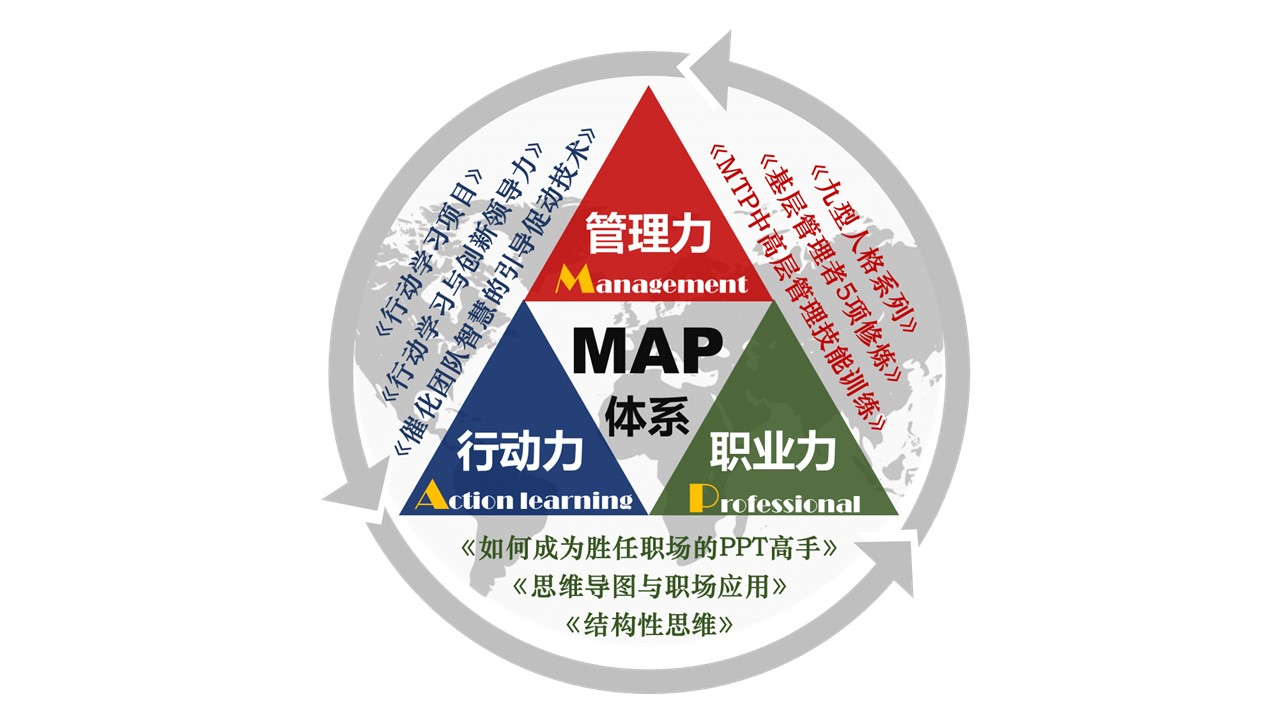 管理力
Management
MAP
体系
行动力
Action learning
职业力
Professional
《行动学习项目》
《行动学习与创新领导力》
《催化团队智慧的引导促动技术》
《九型人格系列》
《基层管理者5项修炼》
《MTP中高层管理技能训练》
《如何成为胜任职场的PPT高手》
《思维导图与职场应用》
《结构性思维》